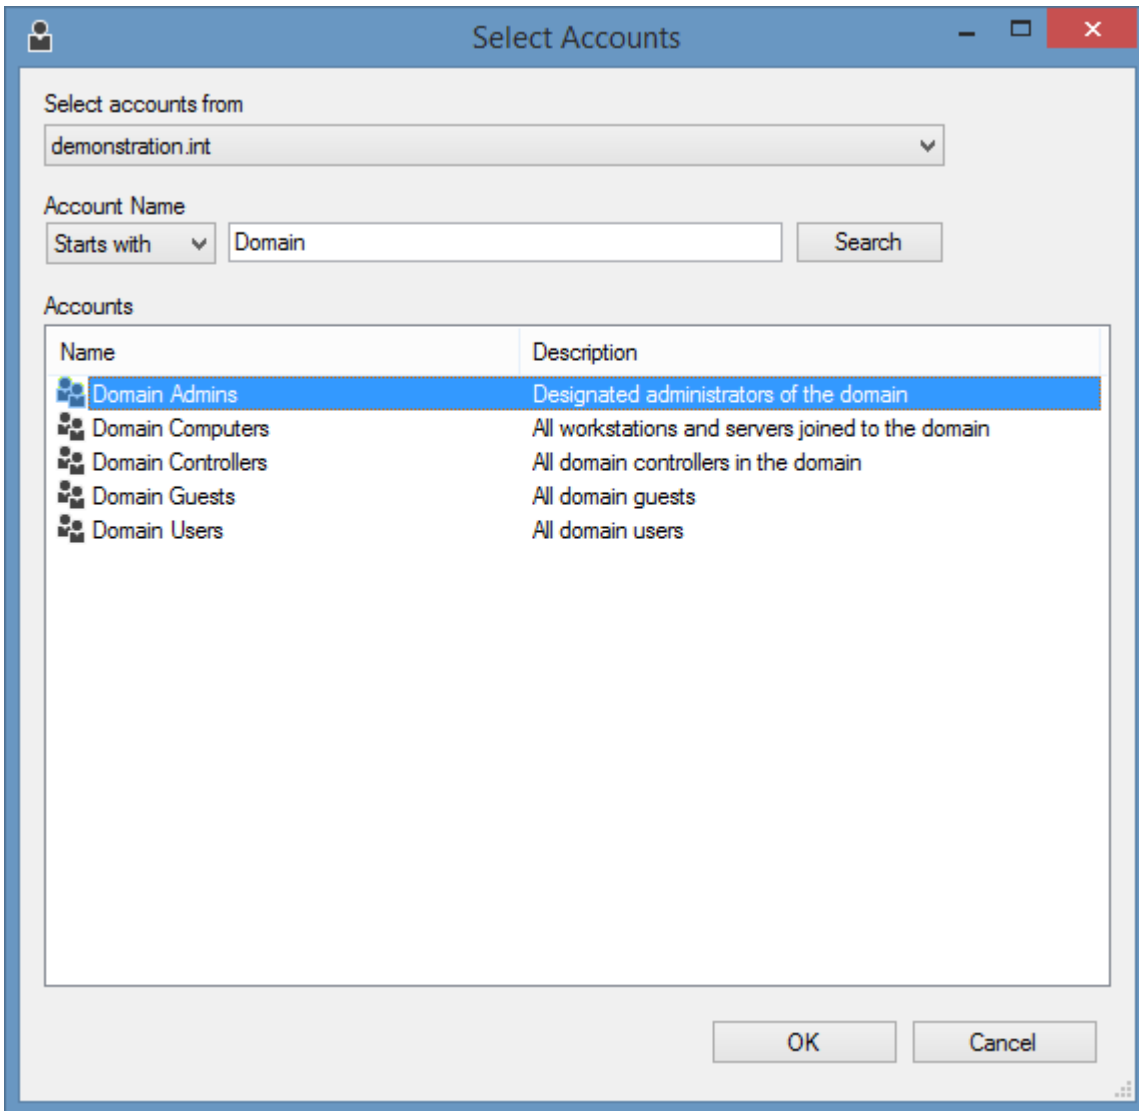 Select Accounts
Select accounts from
demonstration.int
Account Name
Starts with Domain Search
Accounts
Name Description
Domain Admins Designated administrators of the domain
Domain Computers All workstations and servers joined to the domain
Domain Controllers All domain controllers in the domain
Domain Guests All domain guests
Domain Users All domain users
OK Cancel